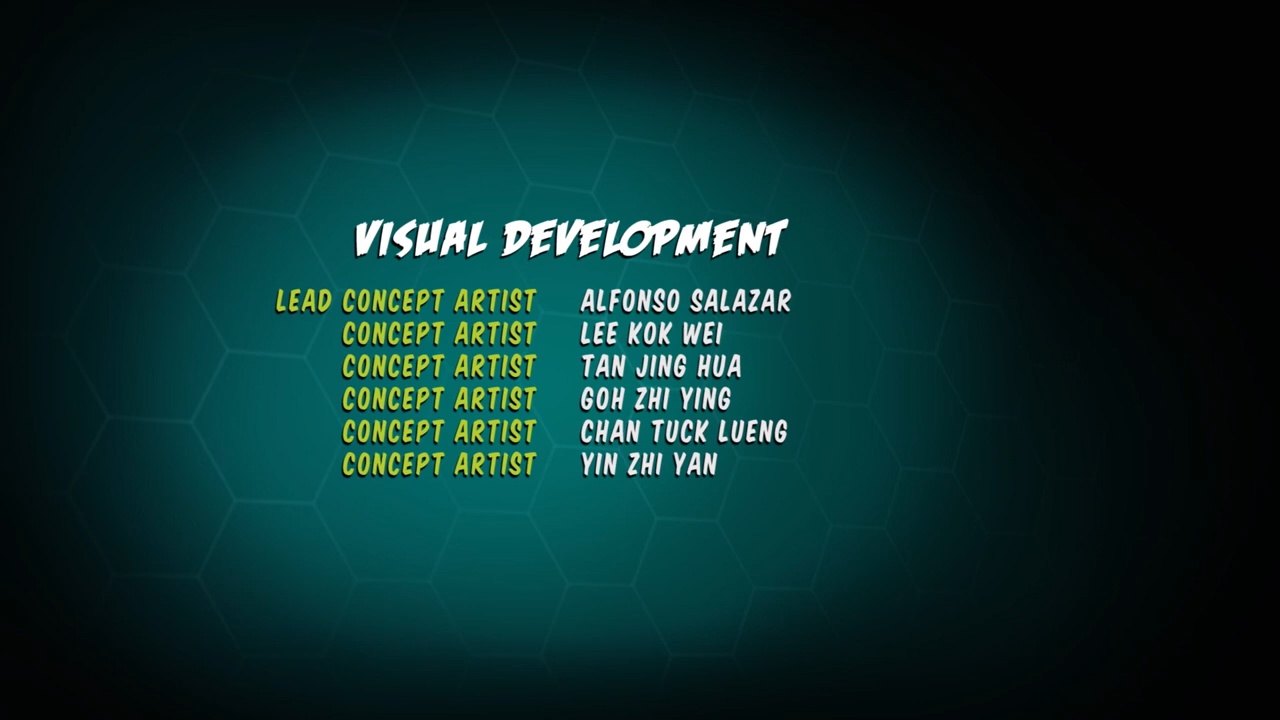 VISUAL DEVELOPMENT
LEAD CONCEPT ARTIST ALFONSO SALAZAR
CONCEPT ARTIST LEE KOK WEI
CONCEPT ARTIST TAN JING HUA
CONCEPT ARTIST GOH ZHI YING
CONCEPT ARTIST CHAN TUCK LUENG
CONCEPT ARTIST YIN ZHI YAN